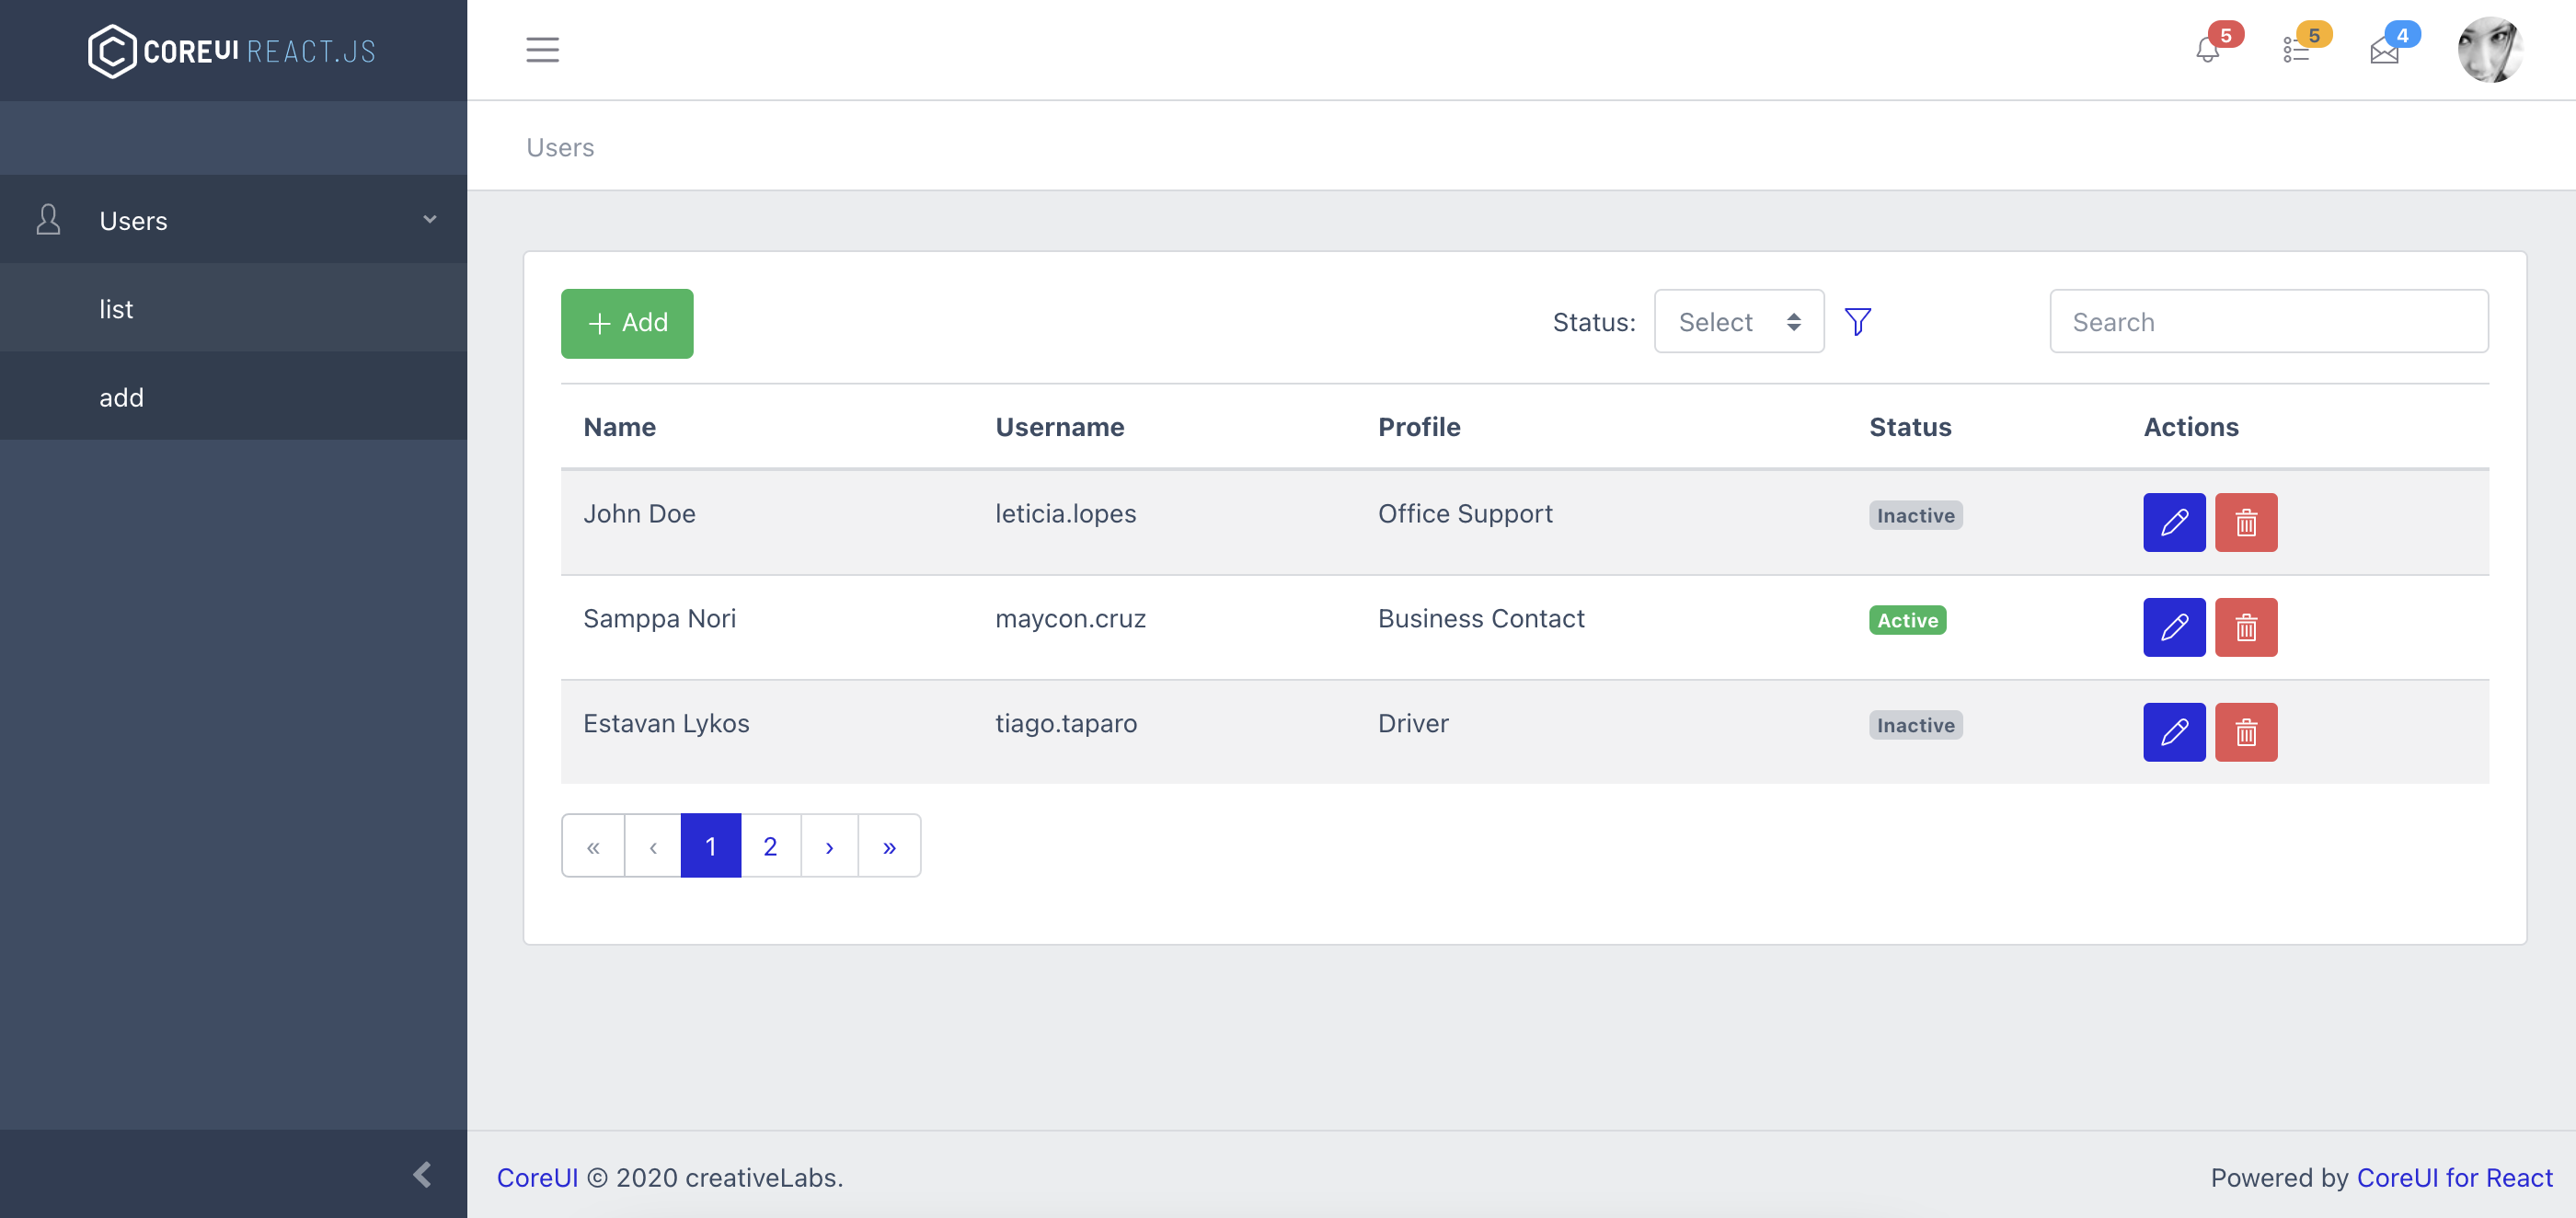 COREUI REACT.JS
5
5
4
Users
Users
list
add
+ Add
Status: Select
Search
Name Username Profile Status Actions
John Doe leticia.lopes Office Support Inactive
Samppa Nori maycon.cruz Business Contact Active
Estavan Lykos tiago.taparo Driver Inactive
« ‹ 1 2 › »
CoreUI © 2020 creativeLabs.
Powered by CoreUI for React